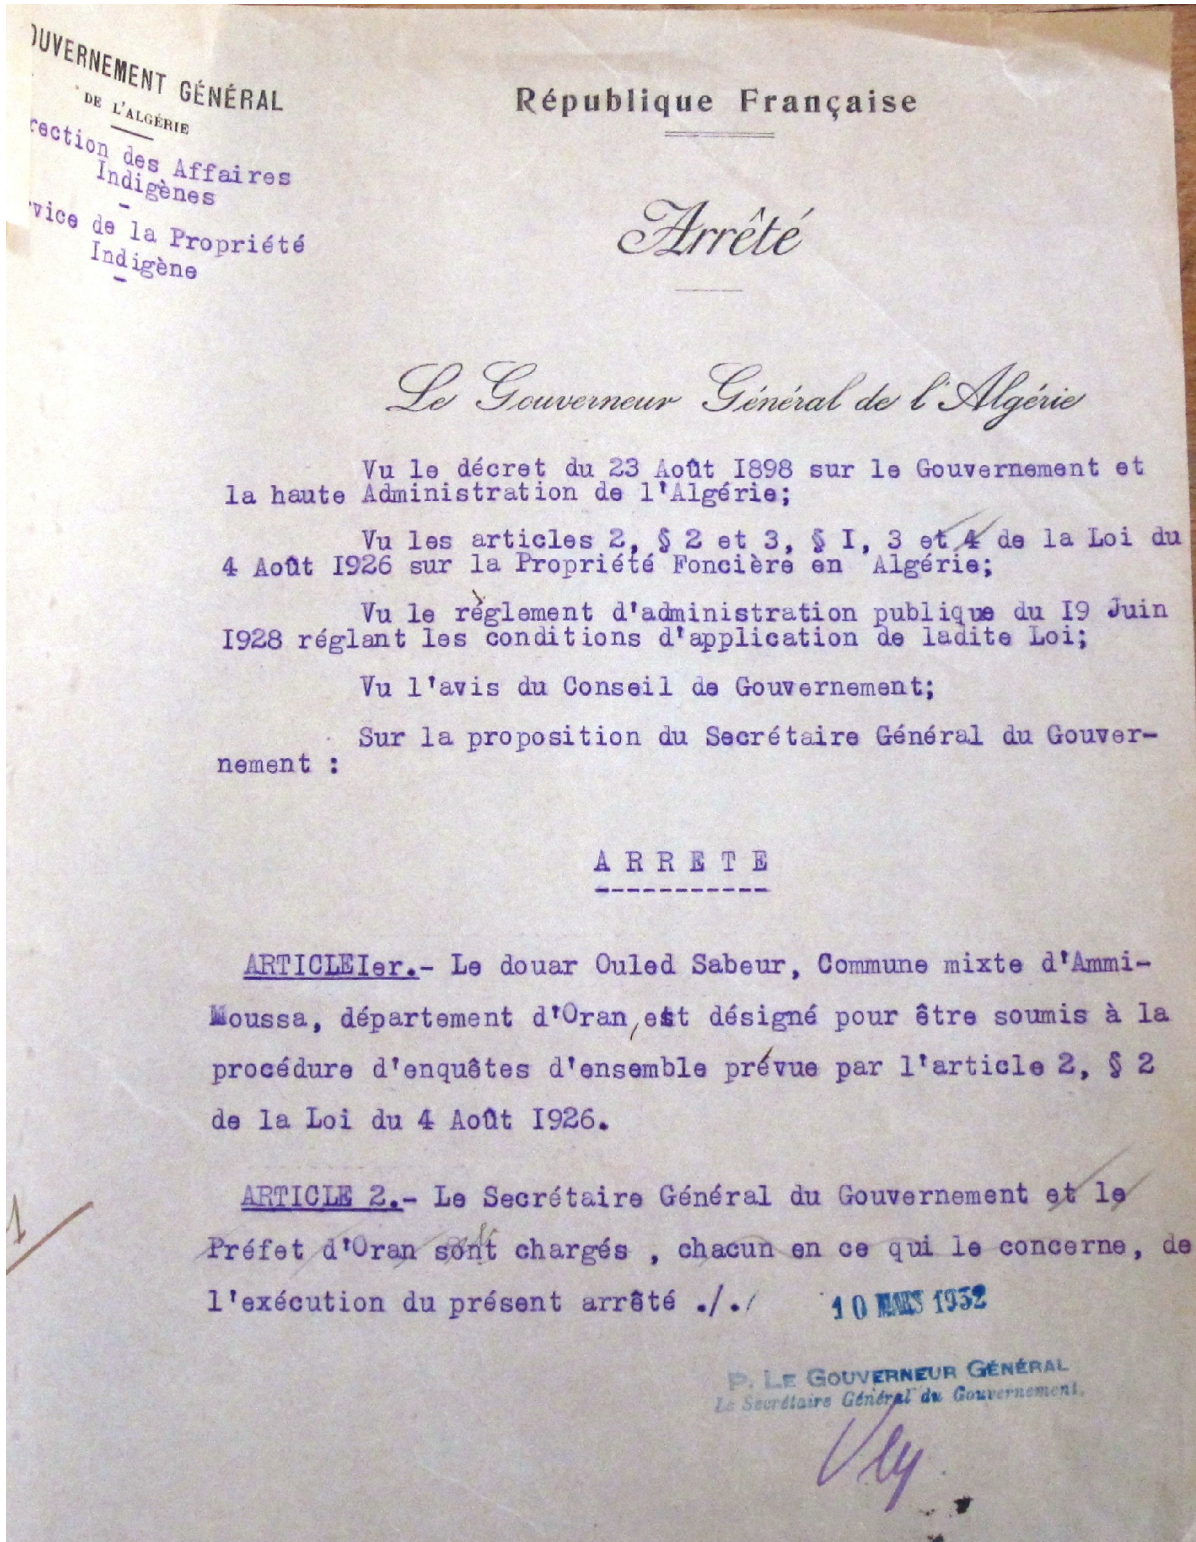 OUVERNEMENT GÉNÉRAL
DE L'ALGÉRIE
rection des Affaires
Indigènes
vice de la Propriété
Indigène
République Française
Arrêté
Le Gouverneur Général de l'Algérie
Vu le décret du 23 Août I898 sur le Gouvernement et
la haute Administration de l'Algérie;
Vu les articles 2, § 2 et 3, § I, 3 et 4 de la Loi du
4 Août I926 sur la Propriété Foncière en Algérie;
Vu le règlement d'administration publique du I9 Juin
I928 réglant les conditions d'application de ladite Loi;
Vu l'avis du Conseil de Gouvernement;
Sur la proposition du Secrétaire Général du Gouver-
nement :
A R R E T E
-----------
ARTICLEIer.- Le douar Ouled Sabeur, Commune mixte d'Ammi-
Moussa, département d'Oran, est désigné pour être soumis à la
procédure d'enquêtes d'ensemble prévue par l'article 2, § 2
de la Loi du 4 Août I926.
ARTICLE 2.- Le Secrétaire Général du Gouvernement et le
Préfet d'Oran sont chargés , chacun en ce qui le concerne, de
l'exécution du présent arrêté ./.
10 MARS 1932
P. LE GOUVERNEUR GÉNÉRAL
Le Secrétaire Général du Gouvernement.